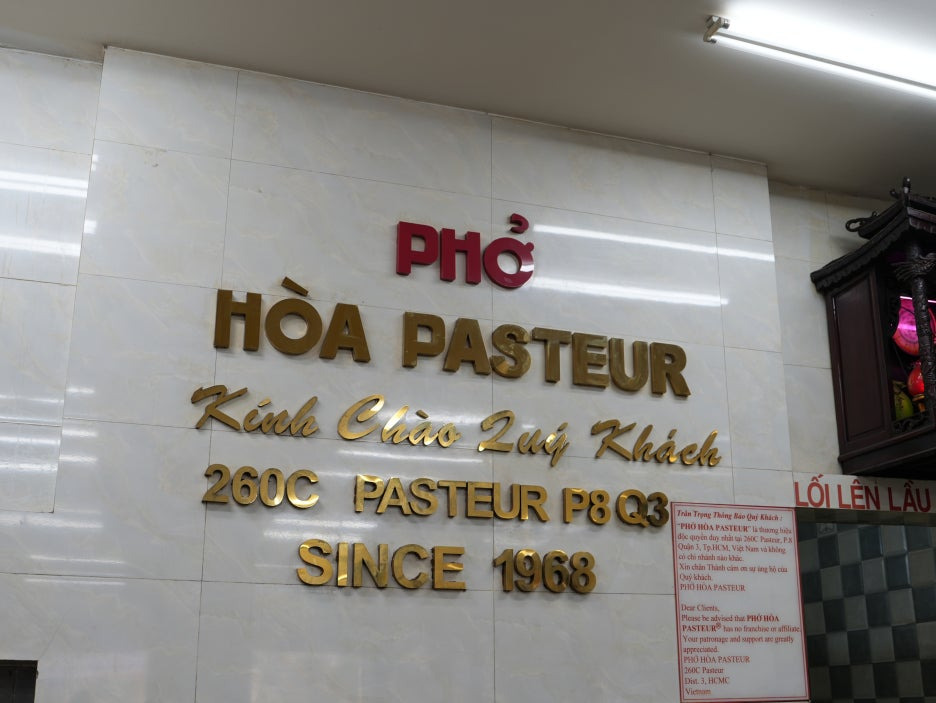 PHỞ
HÒA PASTEUR
Kính Chào Quý Khách
260C PASTEUR P8 Q3
SINCE 1968
LỐI LÊN LẦU
Trân Trọng Thông Báo Quý Khách :
"PHỞ HÒA PASTEUR" là thương hiệu
độc quyền duy nhất tại 260C Pasteur, P.8
Quận 3, Tp.HCM, Việt Nam và không
có chi nhánh nào khác.
Xin chân Thành cám ơn sự ủng hộ của
Quý khách.
PHỞ HÒA PASTEUR
Dear Clients,
Please be advised that PHỞ HÒA
PASTEUR® has no franchise or affiliate.
Your patronage and support are greatly
appreciated.
PHỞ HÒA PASTEUR
260C Pasteur
Dist. 3, HCMC
Vietnam